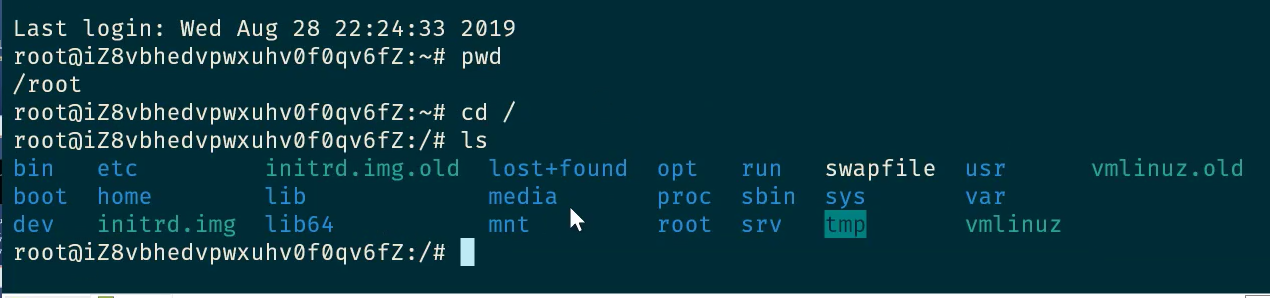 Last login: Wed Aug 28 22:24:33 2019
root@iZ8vbhedvpwxuhv0f0qv6fZ:~# pwd
/root
root@iZ8vbhedvpwxuhv0f0qv6fZ:~# cd /
root@iZ8vbhedvpwxuhv0f0qv6fZ:/# ls
bin   etc         initrd.img.old  lost+found  opt   run   swapfile  usr      vmlinuz.old
boot  home        lib             media       proc  sbin  sys       var
dev   initrd.img  lib64           mnt         root  srv   tmp       vmlinuz
root@iZ8vbhedvpwxuhv0f0qv6fZ:/#